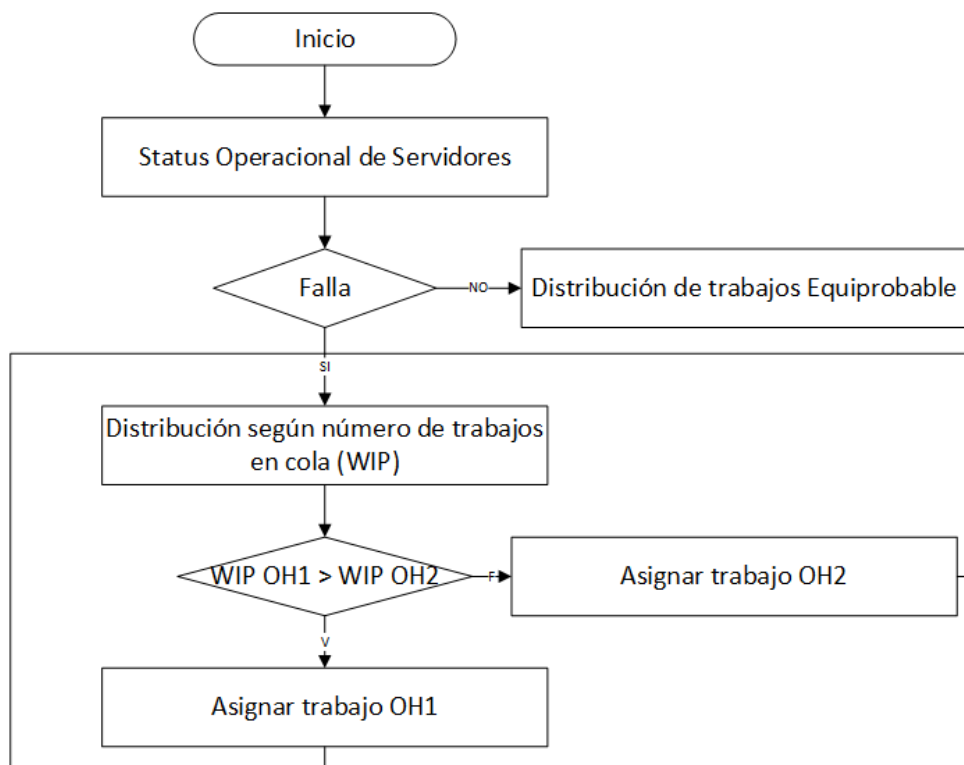 Inicio
Status Operacional de Servidores
Falla
NO
Distribución de trabajos Equiprobable
SI
Distribución según número de trabajos
en cola (WIP)
WIP OH1 > WIP OH2
F
Asignar trabajo OH2
V
Asignar trabajo OH1